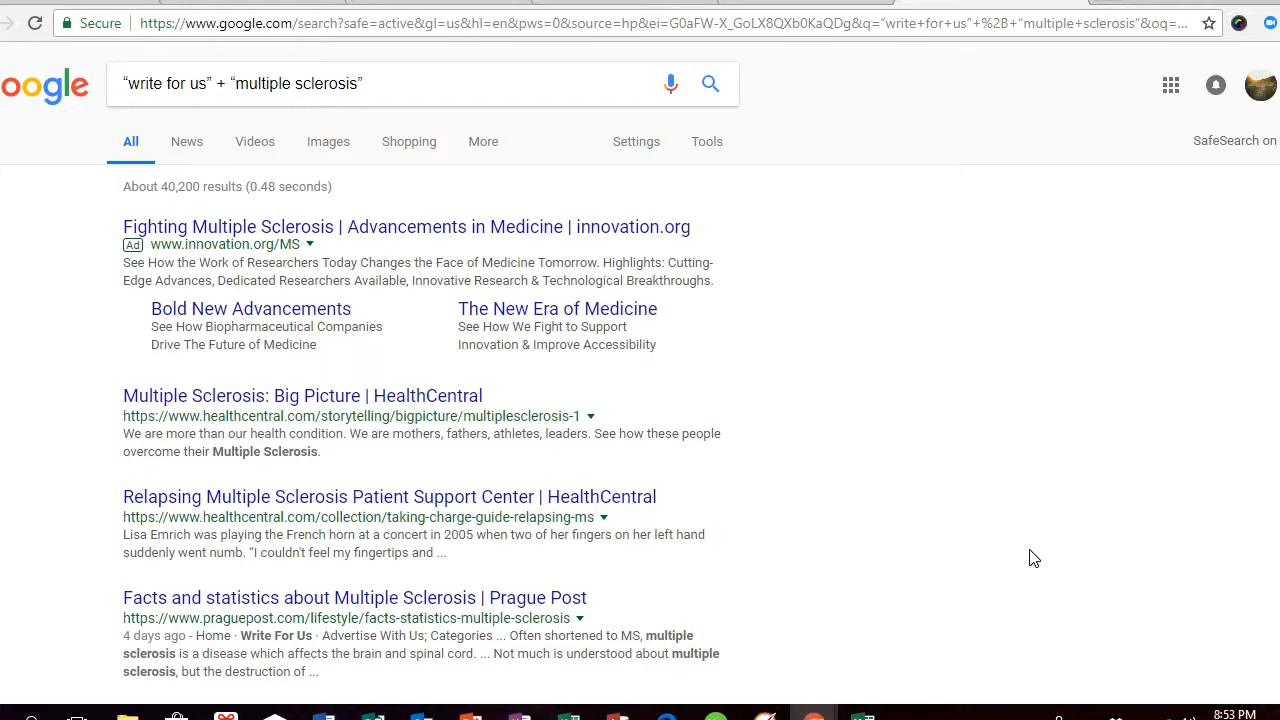 Secure https://www.google.com/search?safe=active&gl=us&hl=en&pws=0&source=hp&ei=G0aFW-X_GoLX8QXb0KaQDg&q="write+for+us"+%2B+"multiple+sclerosis"&oq=...
oogle “write for us” + “multiple sclerosis”
All News Videos Images Shopping More Settings Tools SafeSearch on
About 40,200 results (0.48 seconds)
Fighting Multiple Sclerosis | Advancements in Medicine | innovation.org
Ad www.innovation.org/MS
See How the Work of Researchers Today Changes the Face of Medicine Tomorrow. Highlights: Cutting-
Edge Advances, Dedicated Researchers Available, Innovative Research & Technological Breakthroughs.
Bold New Advancements The New Era of Medicine
See How Biopharmaceutical Companies See How We Fight to Support
Drive The Future of Medicine Innovation & Improve Accessibility
Multiple Sclerosis: Big Picture | HealthCentral
https://www.healthcentral.com/storytelling/bigpicture/multiplesclerosis-1
We are more than our health condition. We are mothers, fathers, athletes, leaders. See how these people
overcome their Multiple Sclerosis.
Relapsing Multiple Sclerosis Patient Support Center | HealthCentral
https://www.healthcentral.com/collection/taking-charge-guide-relapsing-ms
Lisa Emrich was playing the French horn at a concert in 2005 when two of her fingers on her left hand
suddenly went numb. “I couldn't feel my fingertips and ...
Facts and statistics about Multiple Sclerosis | Prague Post
https://www.praguepost.com/lifestyle/facts-statistics-multiple-sclerosis
4 days ago - Home · Write For Us · Advertise With Us; Categories ... Often shortened to MS, multiple
sclerosis is a disease which affects the brain and spinal cord. ... Not much is understood about multiple
sclerosis, but the destruction of ...
8:53 PM